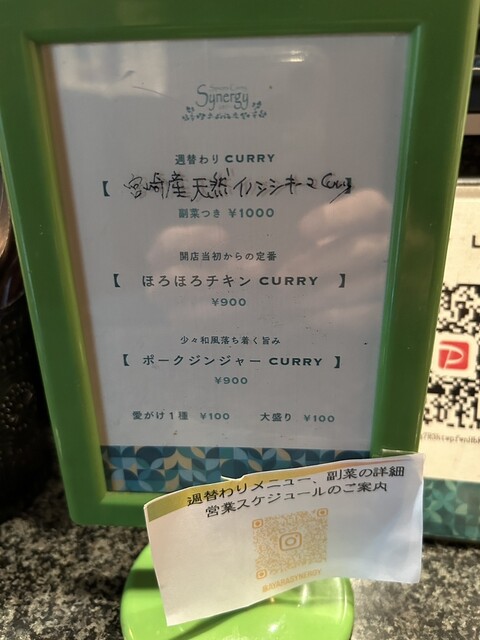 Synergy
週替わり CURRY
【 宮崎産天然イノシシキーマCurry 】
副菜つき ¥1000
開店当初からの定番
【 ほろほろチキン CURRY 】
¥900
少々和風落ち着く旨み
【 ポークジンジャー CURRY 】
¥900
愛がけ1種 ¥100 大盛り ¥100
週替わりメニュー、副菜の詳細
営業スケジュールのご案内